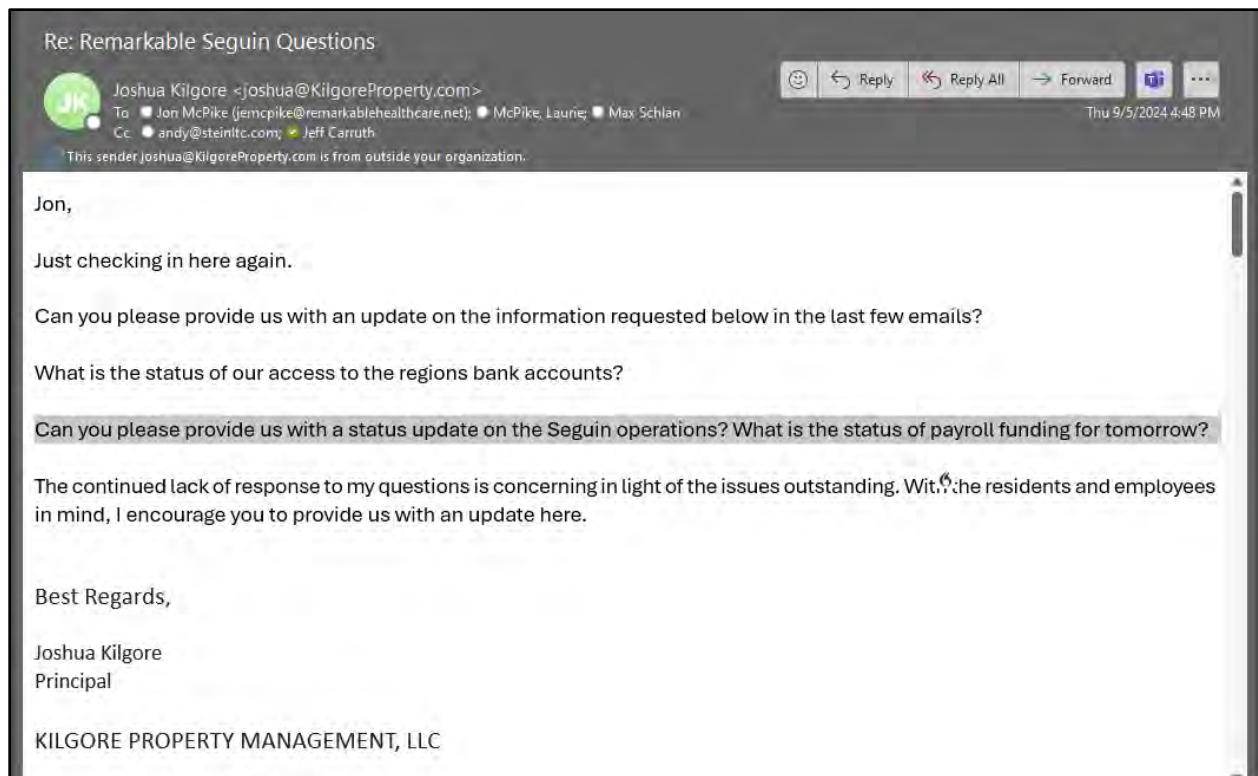 Re: Remarkable Seguin Questions
JK
Joshua Kilgore <joshua@KilgoreProperty.com>
Reply
Reply All
Forward
To Jon McPike (jemcpike@remarkablehealthcare.net); McPike, Laurie; Max Schlan
Thu 9/5/2024 4:48 PM
Cc andy@steinltc.com; Jeff Carruth
This sender joshua@KilgoreProperty.com is from outside your organization.
Jon,
Just checking in here again.
Can you please provide us with an update on the information requested below in the last few emails?
What is the status of our access to the regions bank accounts?
Can you please provide us with a status update on the Seguin operations? What is the status of payroll funding for tomorrow?
The continued lack of response to my questions is concerning in light of the issues outstanding. the residents and employees
in mind, I encourage you to provide us with an update here.
Best Regards,
Joshua Kilgore
Principal
KILGORE PROPERTY MANAGEMENT, LLC